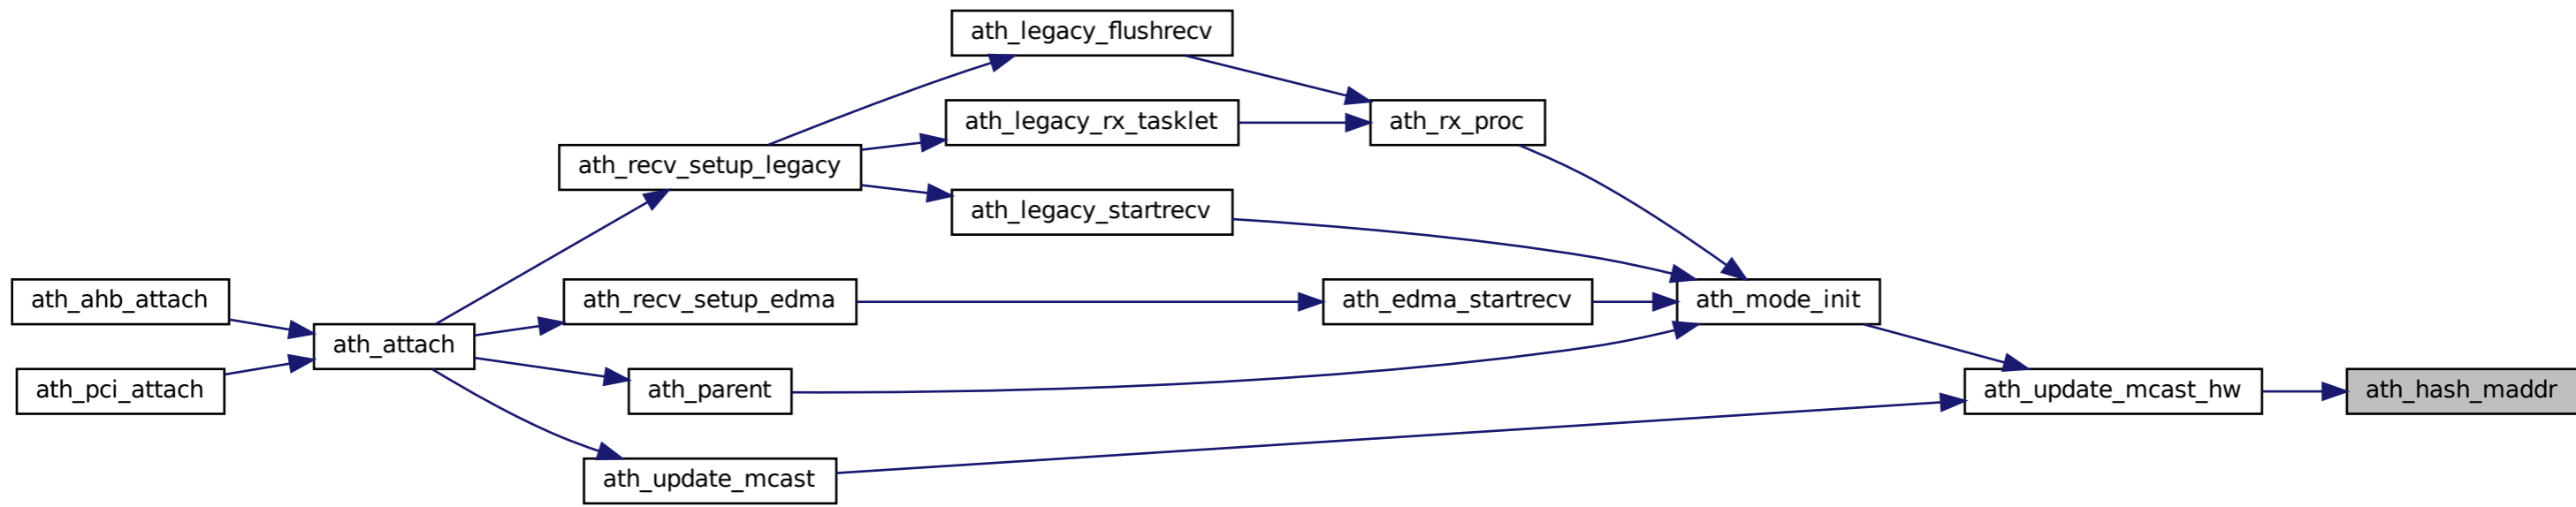 ath_legacy_flushrecv
ath_legacy_rx_tasklet
ath_rx_proc
ath_recv_setup_legacy
ath_legacy_startrecv
ath_ahb_attach
ath_recv_setup_edma
ath_edma_startrecv
ath_mode_init
ath_attach
ath_pci_attach
ath_parent
ath_update_mcast_hw
ath_hash_maddr
ath_update_mcast